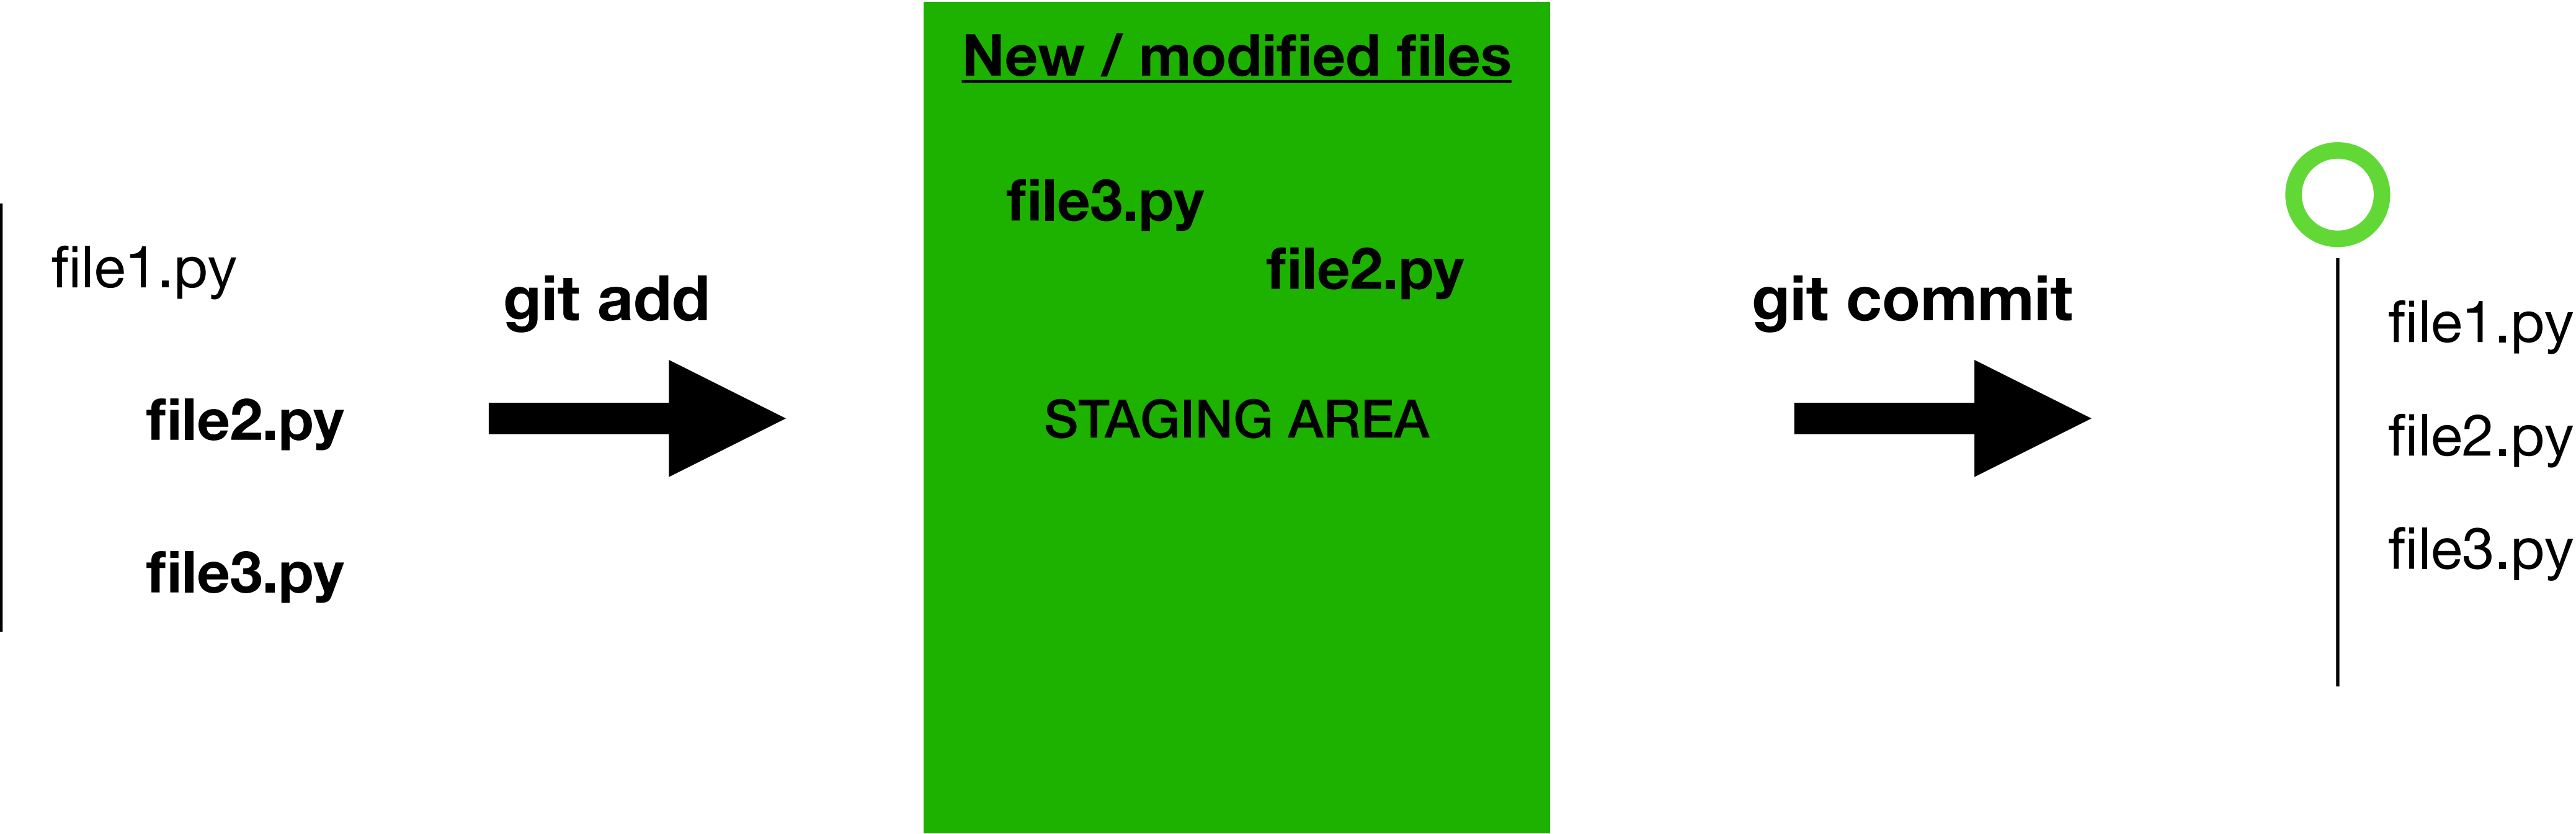 file1.py
file2.py
file3.py
git add
New / modified files
file3.py
file2.py
STAGING AREA
git commit
file1.py
file2.py
file3.py